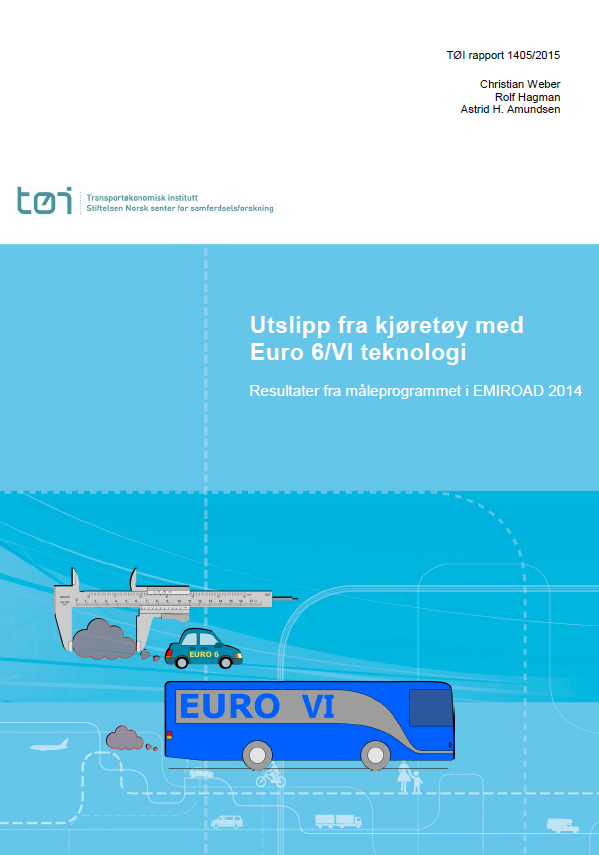 TØI rapport 1405/2015
Christian Weber
Rolf Hagman
Astrid H. Amundsen
tøi
Transportøkonomisk institutt
Stiftelsen Norsk senter for samferdselsforskning
Utslipp fra kjøretøy med
Euro 6/VI teknologi
Resultater fra måleprogrammet i EMIROAD 2014
EURO 6
EURO VI